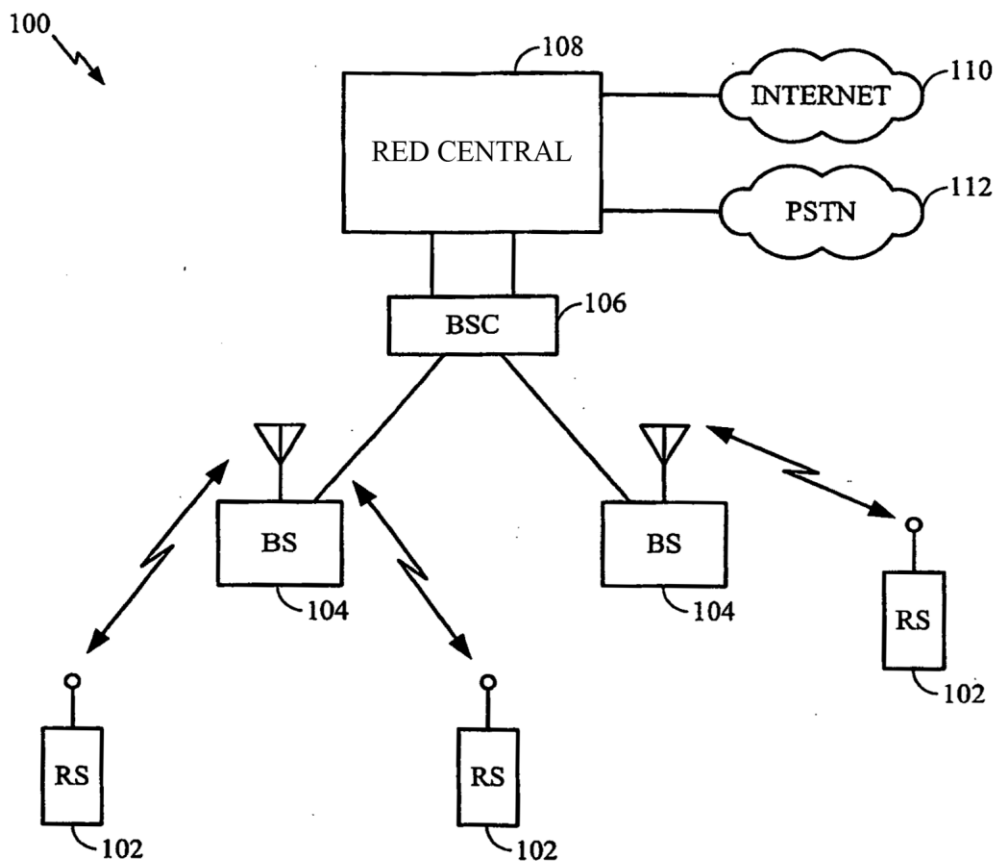 100
108
RED CENTRAL
INTERNET
110
PSTN
112
BSC
106
BS
104
BS
104
RS
102
RS
102
RS
102